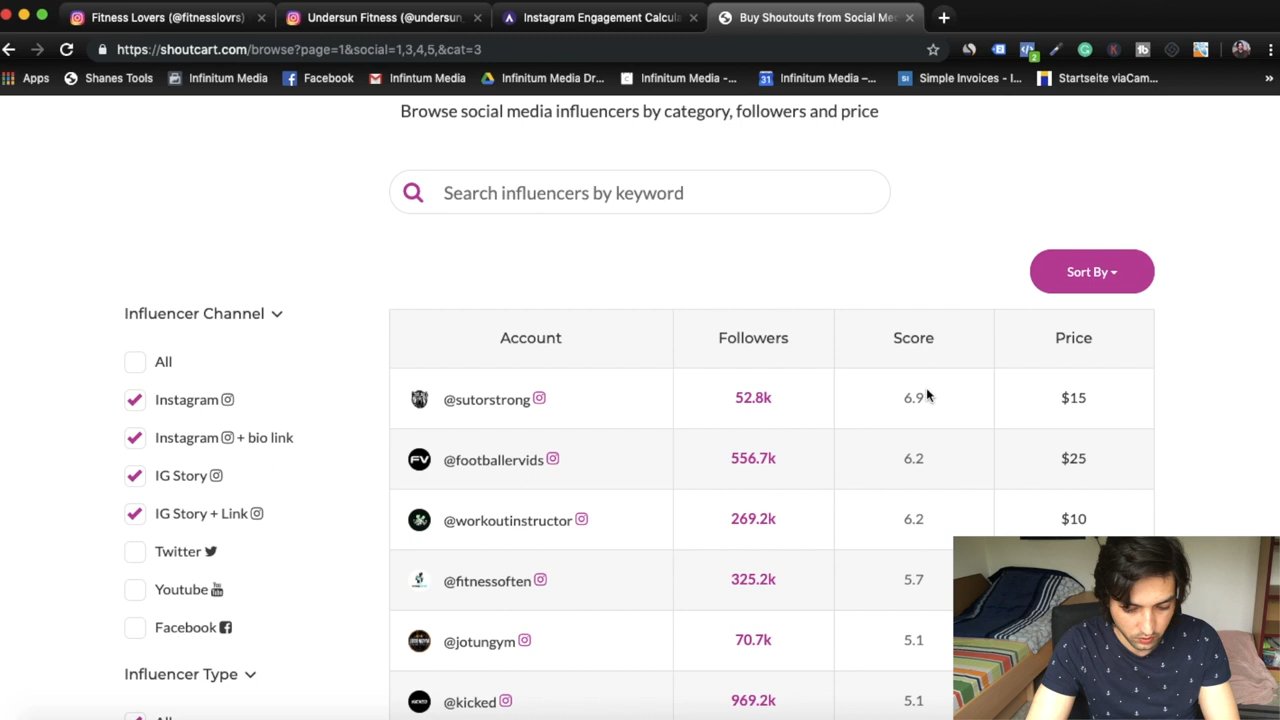 Fitness Lovers (@fitnesslovrs)
Undersun Fitness (@undersun_
Instagram Engagement Calcula
Buy Shoutouts from Social Me
https://shoutcart.com/browse?page=1&social=1,3,4,5,&cat=3
Apps
Shanes Tools
Infinitum Media
Facebook
Infintum Media
Infinitum Media Dr...
Infinitum Media -...
Infinitum Media –...
Simple Invoices - I...
Startseite viaCam...
Browse social media influencers by category, followers and price
Search influencers by keyword
Sort By
Influencer Channel
All
Instagram
Instagram + bio link
IG Story
IG Story + Link
Twitter
Youtube
Facebook
Influencer Type
Account Followers Score Price
@sutorstrong 52.8k 6.9 $15
@footballervids 556.7k 6.2 $25
@workoutinstructor 269.2k 6.2 $10
@fitnessoften 325.2k 5.7
@jotungym 70.7k 5.1
@kicked 969.2k 5.1